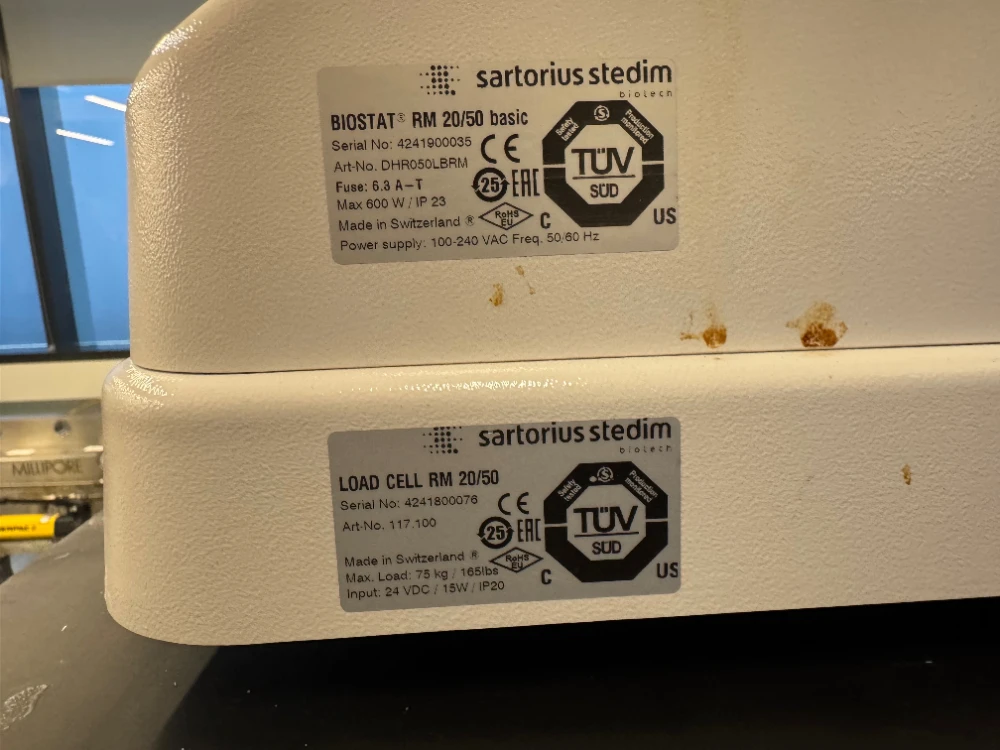 sartorius stedim
biotech
BIOSTAT® RM 20/50 basic
Serial No: 4241900035
Art-No. DHR050LBRM
Fuse: 6.3 A-T
Max 600 W / IP 23
Made in Switzerland ®
Power supply: 100-240 VAC Freq. 50/60 Hz
CE
25 EAC
RoHS
EU
Safety tested
Production monitored
TÜV
SÜD
C US
sartorius stedim
biotech
LOAD CELL RM 20/50
Serial No: 4241800076
Art-No. 117.100
Made in Switzerland ®
Max. Load: 75 kg / 165lbs
Input: 24 VDC / 15W / IP20
CE
25 EAC
RoHS
EU
Safety tested
Production monitored
TÜV
SÜD
C US
MILLIPORE